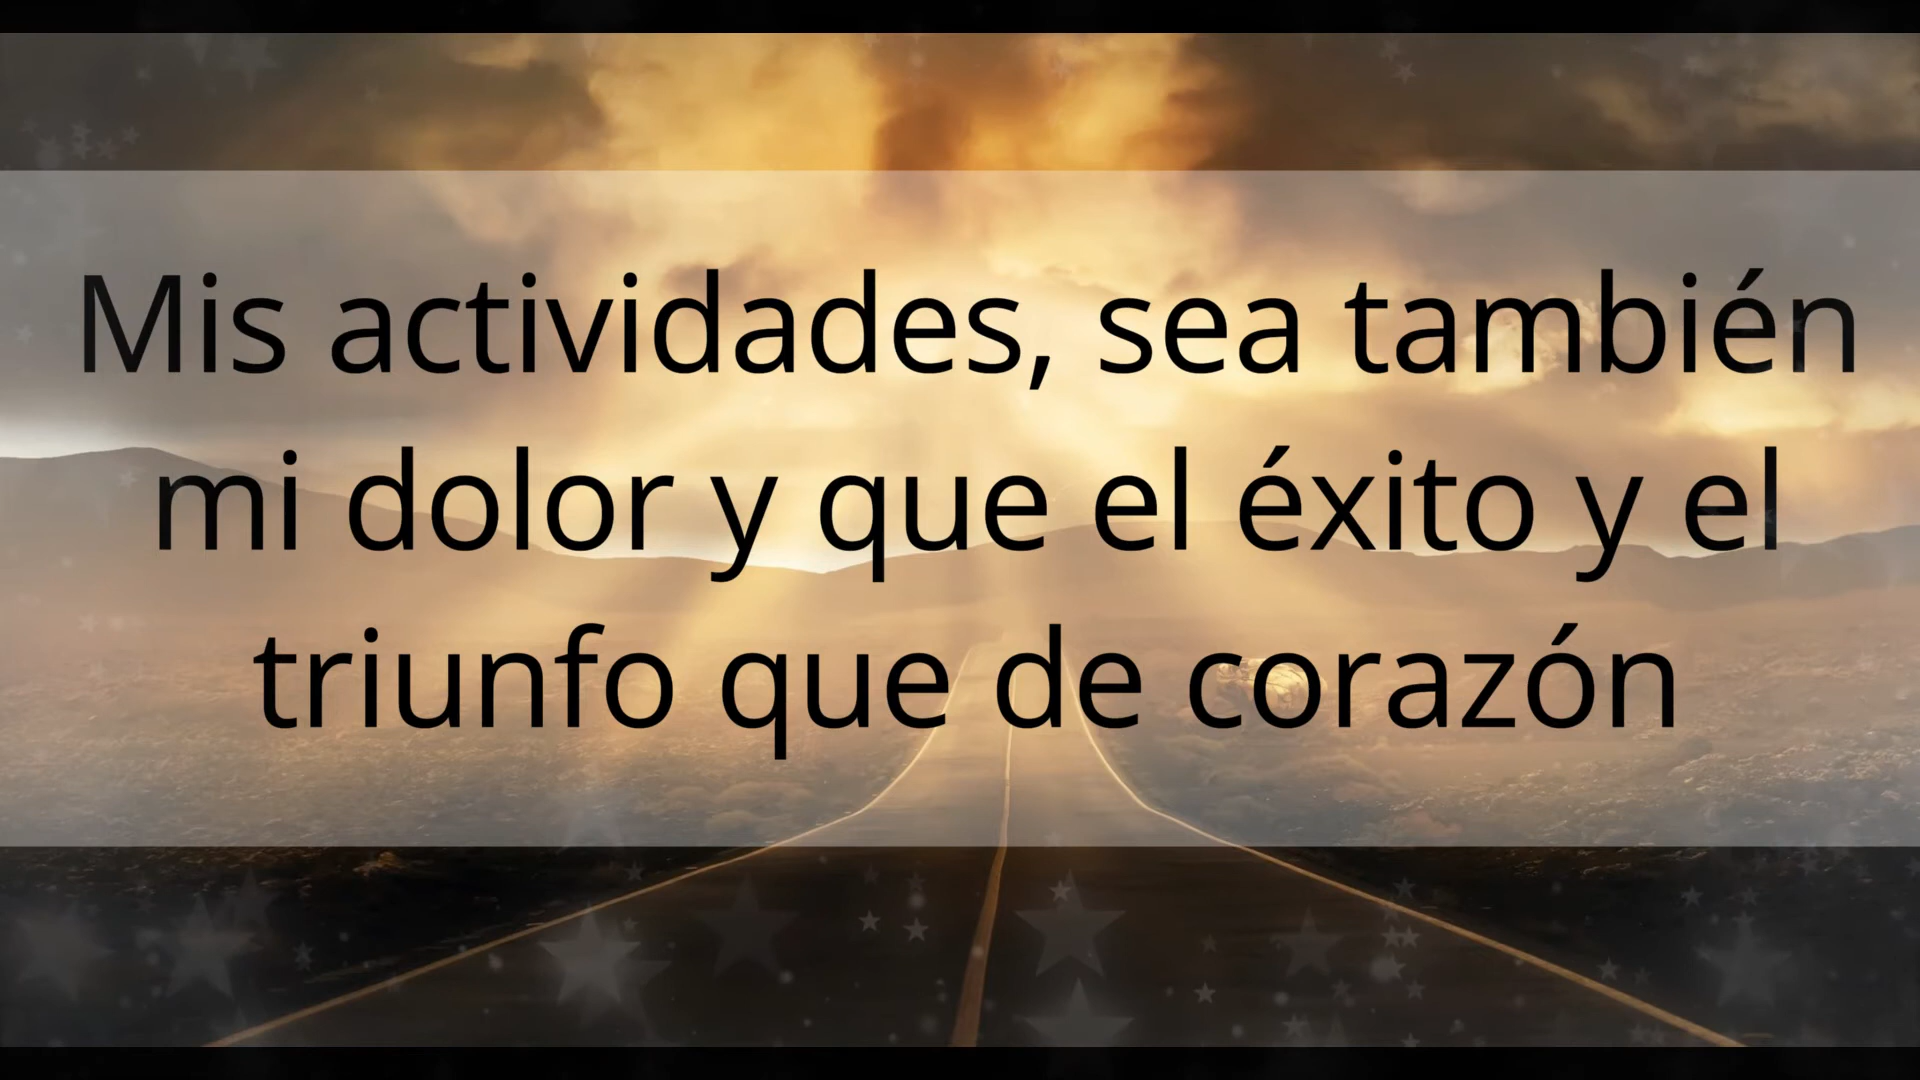 Mis actividades, sea también
mi dolor y que el éxito y el
triunfo que de corazón